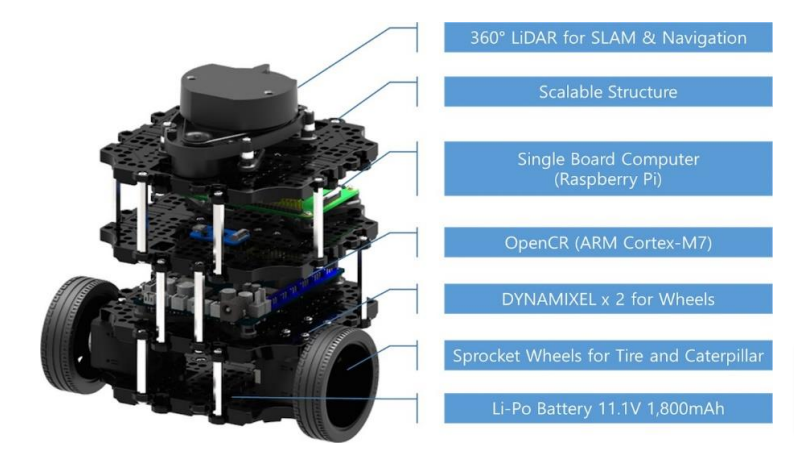 360° LiDAR for SLAM & Navigation
Scalable Structure
Single Board Computer
(Raspberry Pi)
OpenCR (ARM Cortex-M7)
DYNAMIXEL x 2 for Wheels
Sprocket Wheels for Tire and Caterpillar
Li-Po Battery 11.1V 1,800mAh